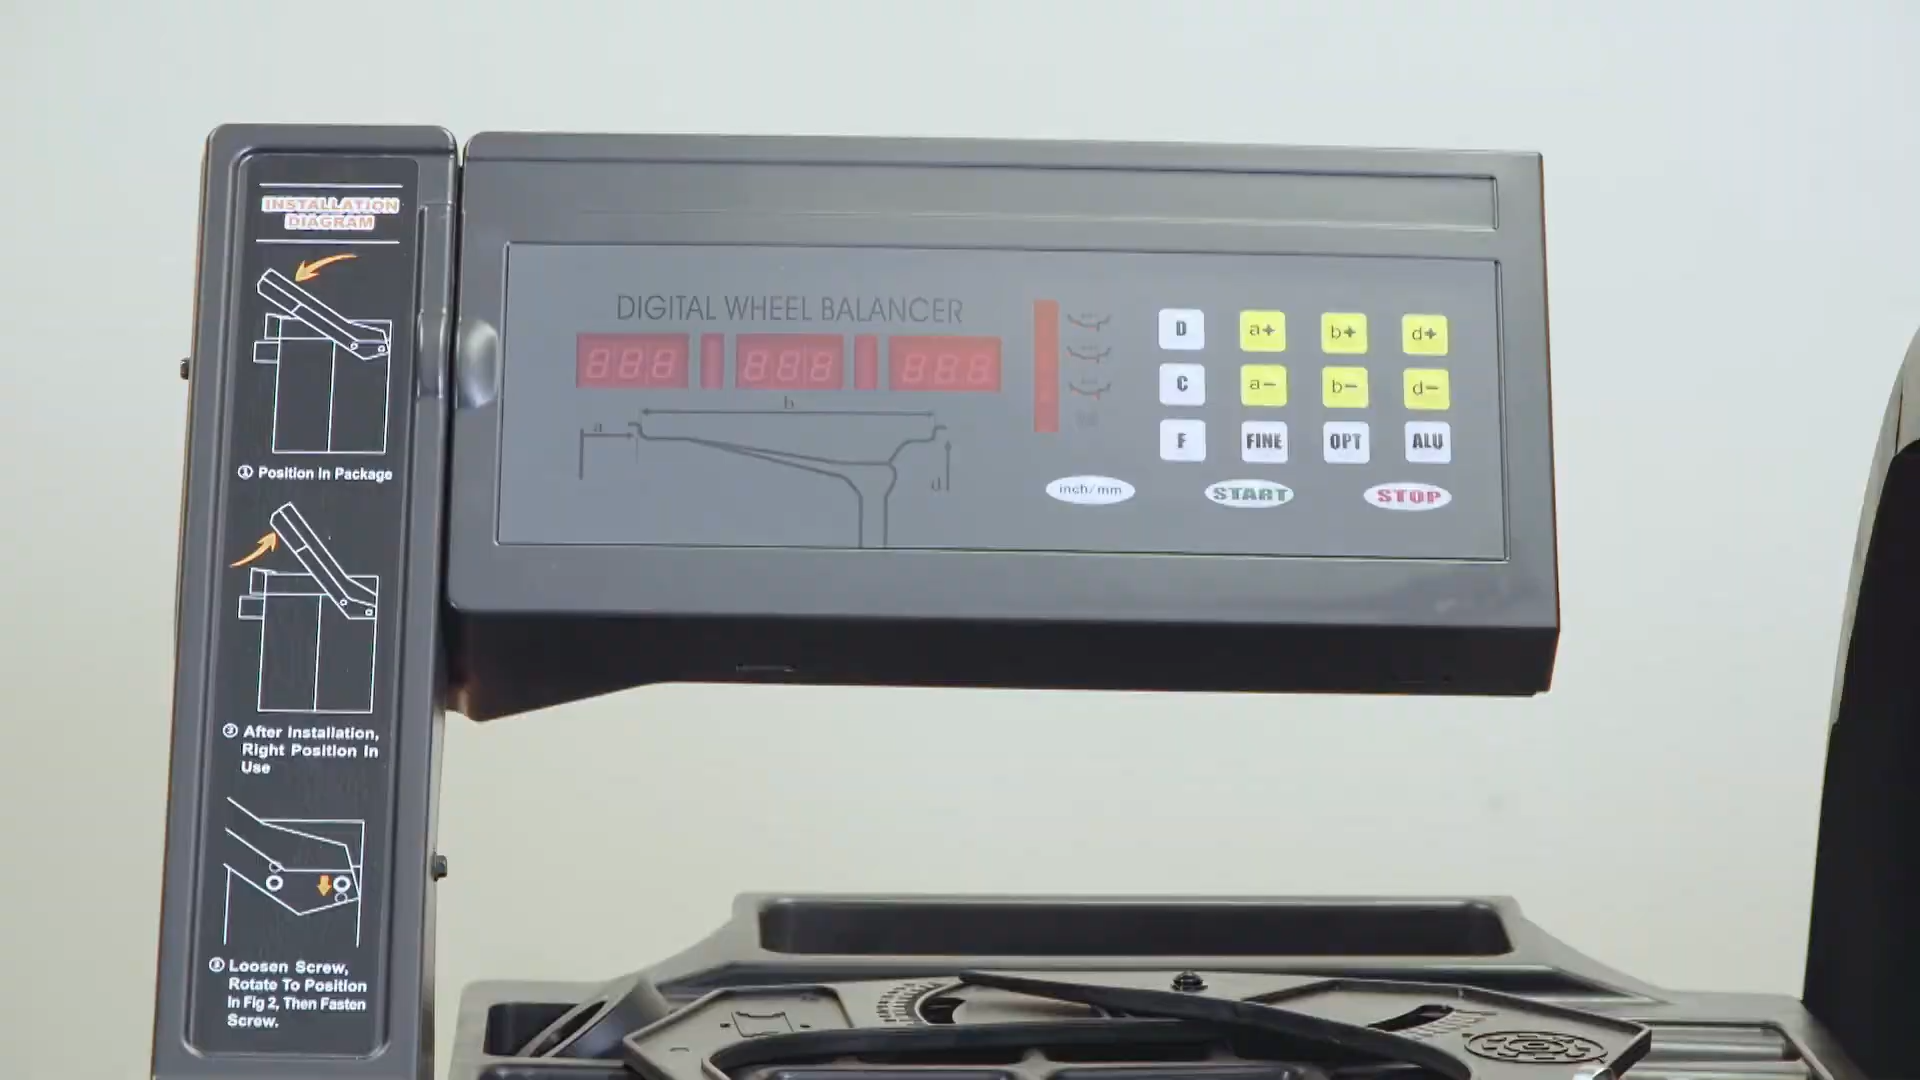 INSTALLATION
DIAGRAM
① Position In Package
② After Installation,
Right Position In
Use
③ Loosen Screw,
Rotate To Position
In Fig 2, Then Fasten
Screw.
DIGITAL WHEEL BALANCER
888 888 888
b
a
d
D a+ b+ d+
C a- b- d-
F FINE OPT ALU
inch/mm START STOP